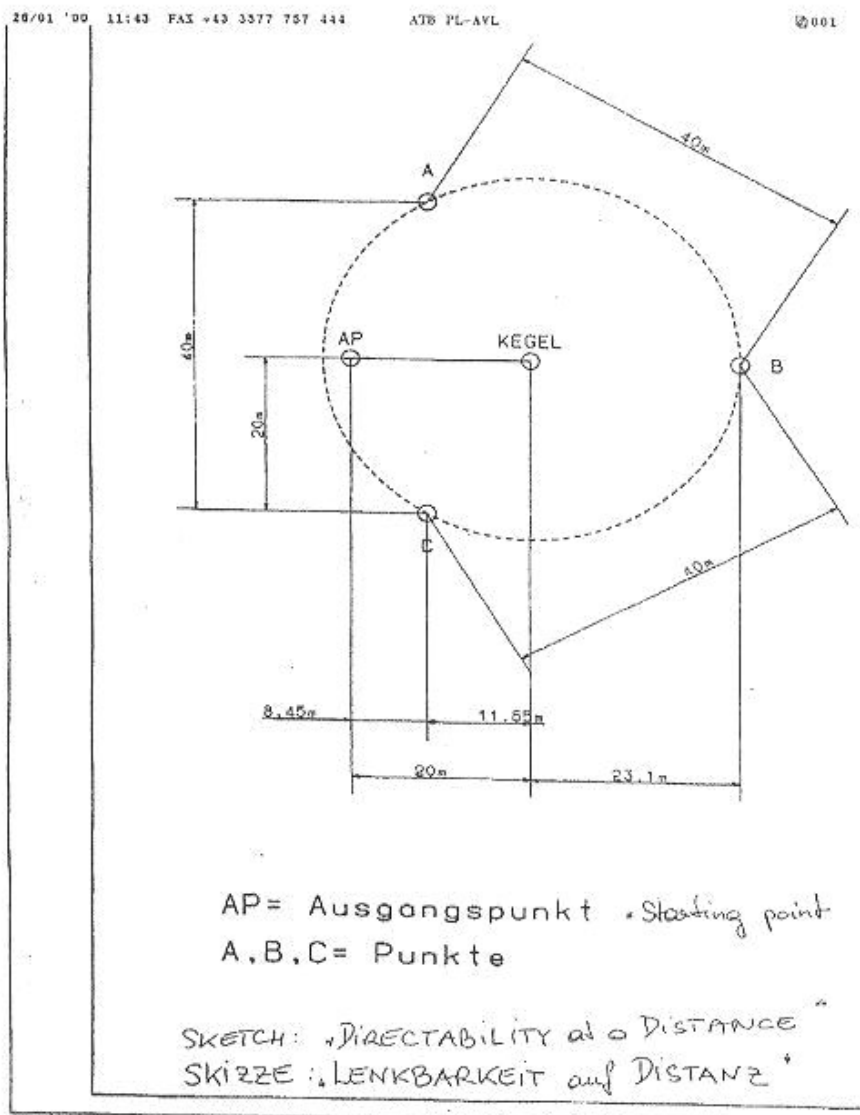 26/01 '00 11:43 FAX +43 3577 757 444 ATB PL-AVL 001
40m
A
AP KEGEL
B
40m
20m
C
40m
8,45m 11.55m
20m 23,1m
AP= Ausgangspunkt • Starting point
A,B,C= Punkte
SKETCH: „DIRECTABILITY at a DISTANCE"
SKIZZE: „LENKBARKEIT auf DISTANZ"